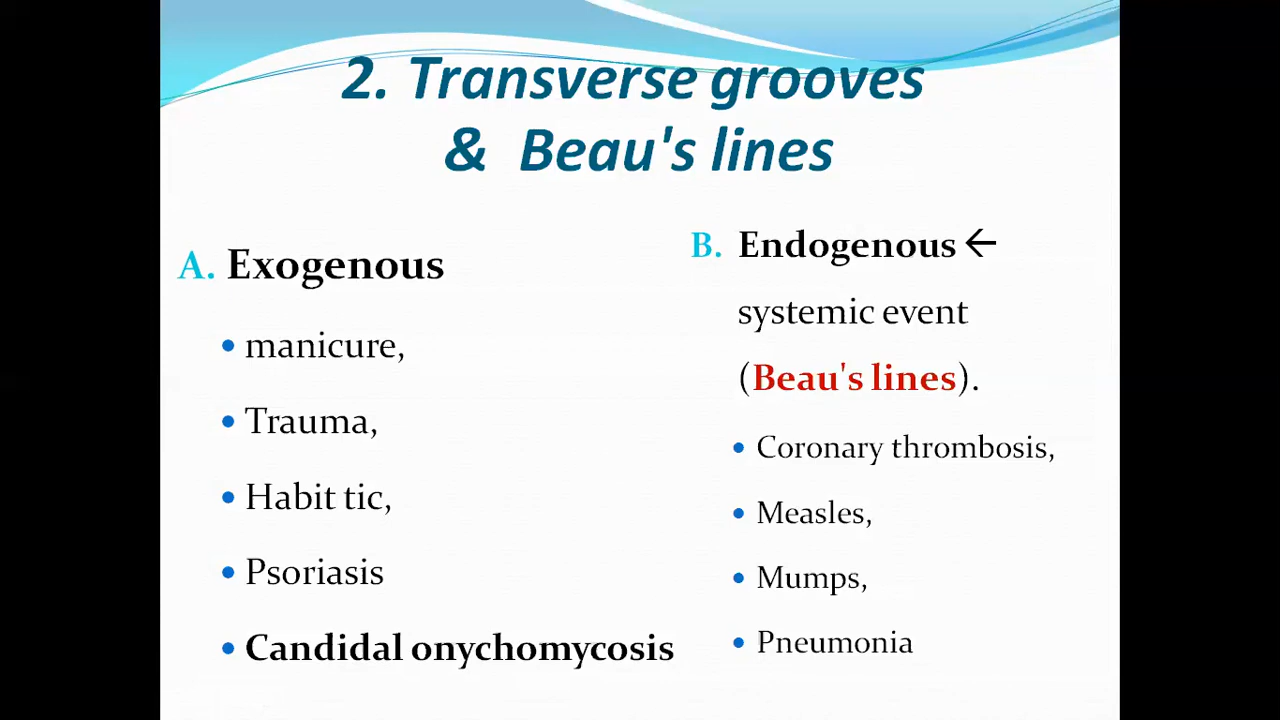 2. Transverse grooves
& Beau's lines
A. Exogenous
• manicure,
• Trauma,
• Habit tic,
• Psoriasis
• Candidal onychomycosis
B. Endogenous ←
systemic event
(Beau's lines).
• Coronary thrombosis,
• Measles,
• Mumps,
• Pneumonia